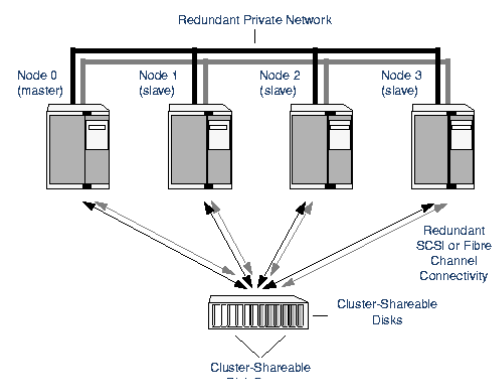 Redundant Private Network
Node 0
(master)
Node 1
(slave)
Node 2
(slave)
Node 3
(slave)
Redundant
SCSI or Fibre
Channel
Connectivity
Cluster-Shareable
Disks
Cluster-Shareable